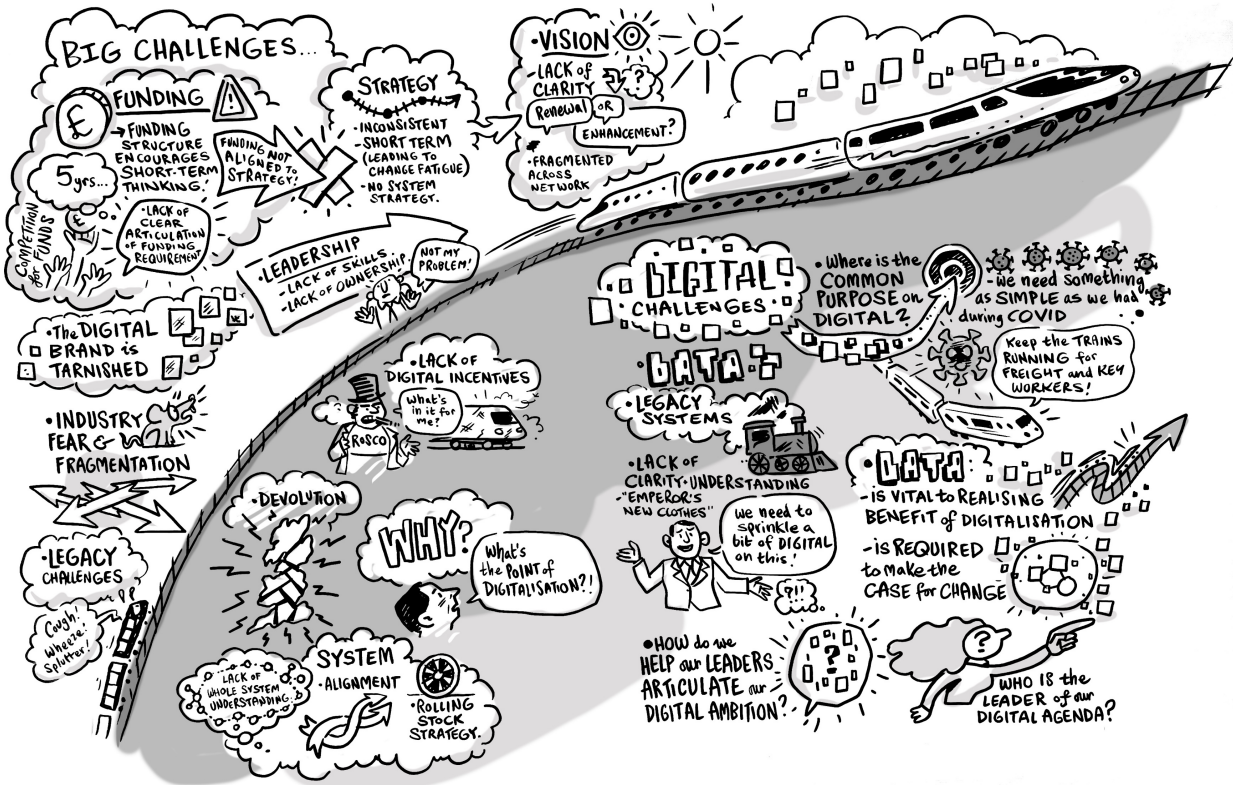 BIG CHALLENGES...
FUNDING
£
→ FUNDING
STRUCTURE
ENCOURAGES
SHORT-TERM
THINKING!
5 yrs...
COMPETITION
for FUNDS
£
•LACK OF
CLEAR
ARTICULATION
OF FUNDING
REQUIREMENT
FUNDING NOT
ALIGNED TO
STRATEGY!
STRATEGY
•INCONSISTENT
-SHORT TERM
(LEADING TO
CHANGE FATIGUE)
-NO SYSTEM
STRATEGY.
•VISION
-LACK of
CLARITY
?
Renewal OR
ENHANCEMENT?
•FRAGMENTED
ACROSS
NETWORK
•LEADERSHIP
-LACK OF SKILLS.
-LACK OF OWNERSHIP.
NOT MY
PROBLEM!
•The DIGITAL
BRAND is
TARNISHED
•INDUSTRY
FEAR &
FRAGMENTATION
•LEGACY
CHALLENGES
Cough!
Wheeze!
Splutter!
•LACK OF
DIGITAL INCENTIVES
What's
in it for
me?
ROSCO
•DEVOLUTION
WHY?
What's
the POINT of
DIGITALISATION?!
LACK OF
WHOLE SYSTEM
UNDERSTANDING.
SYSTEM
•ALIGNMENT
•ROLLING
STOCK
STRATEGY.
DIGITAL
CHALLENGES
•Where is the
COMMON
PURPOSE on
DIGITAL?
-we need something
as SIMPLE as we had
during COVID
Keep the TRAINS
RUNNING for
FREIGHT and KEY
WORKERS!
•DATA
•LEGACY
SYSTEMS
•LACK OF
CLARITY•UNDERSTANDING
-"EMPEROR'S
NEW CLOTHES"
We need to
sprinkle a
bit of DIGITAL
on this!
?!!
•DATA
-is VITAL to REALISING
BENEFIT of DIGITALISATION
-is REQUIRED
to make the
CASE for CHANGE
•HOW do we
HELP our LEADERS
ARTICULATE our
DIGITAL AMBITION?
?
?
WHO IS the
LEADER of our
DIGITAL AGENDA?